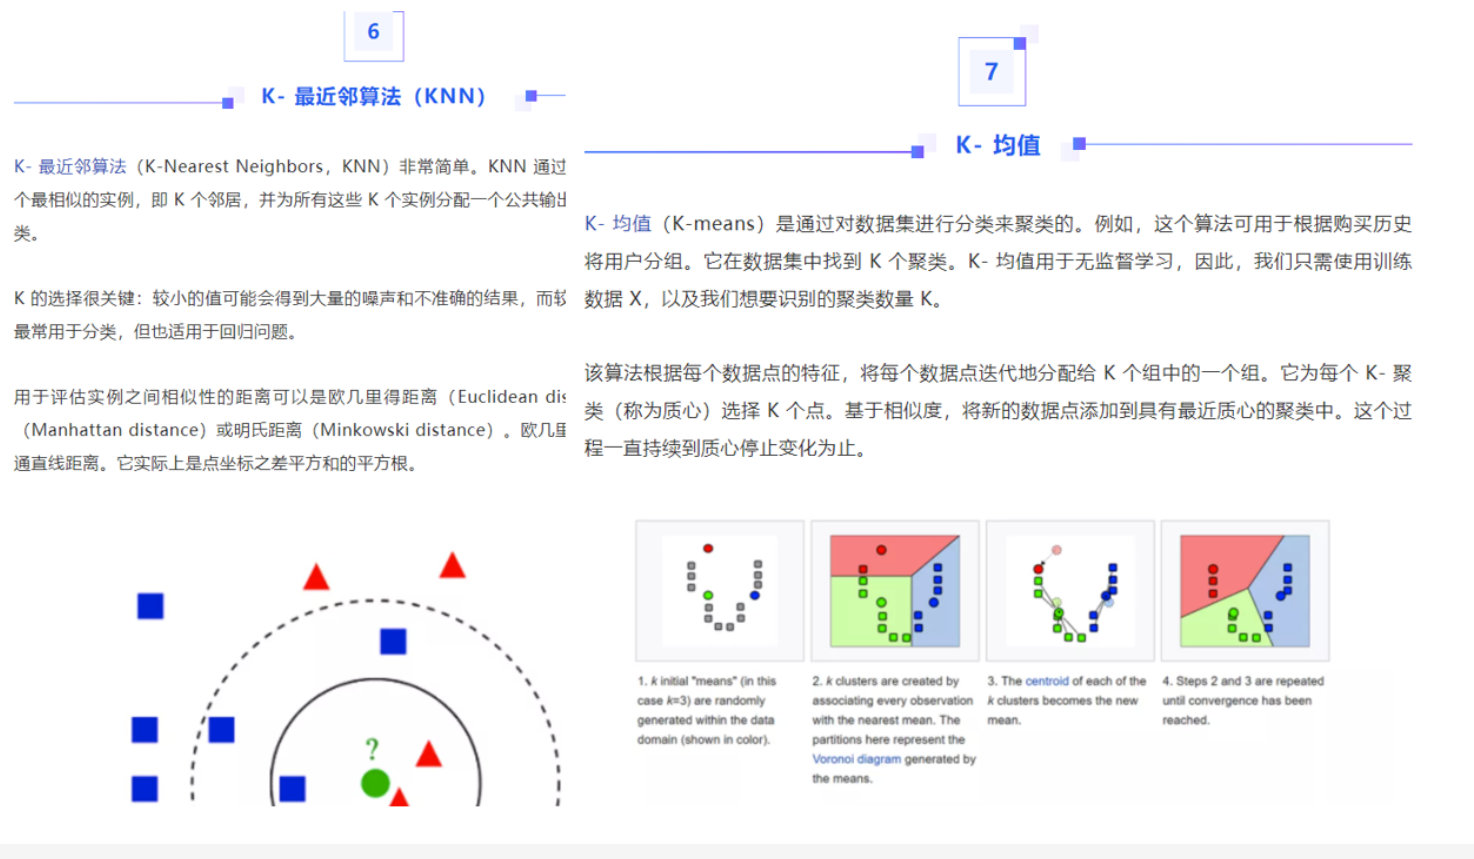 6
K- 最近邻算法（KNN）
K- 最近邻算法（K-Nearest Neighbors，KNN）非常简单。KNN 通过
个最相似的实例，即 K 个邻居，并为所有这些 K 个实例分配一个公共输出
类。
K 的选择很关键：较小的值可能会得到大量的噪声和不准确的结果，而较
最常用于分类，但也适用于回归问题。
用于评估实例之间相似性的距离可以是欧几里得距离（Euclidean dis
（Manhattan distance）或明氏距离（Minkowski distance）。欧几里
通直线距离。它实际上是点坐标之差平方和的平方根。
?
7
K- 均值
K- 均值（K-means）是通过对数据集进行分类来聚类的。例如，这个算法可用于根据购买历史
将用户分组。它在数据集中找到 K 个聚类。K- 均值用于无监督学习，因此，我们只需使用训练
数据 X，以及我们想要识别的聚类数量 K。
该算法根据每个数据点的特征，将每个数据点迭代地分配给 K 个组中的一个组。它为每个 K- 聚
类（称为质心）选择 K 个点。基于相似度，将新的数据点添加到具有最近质心的聚类中。这个过
程一直持续到质心停止变化为止。
1. k initial "means" (in this
case k=3) are randomly
generated within the data
domain (shown in color).
2. k clusters are created by
associating every observation
with the nearest mean. The
partitions here represent the
Voronoi diagram generated by
the means.
3. The centroid of each of the
k clusters becomes the new
mean.
4. Steps 2 and 3 are repeated
until convergence has been
reached.